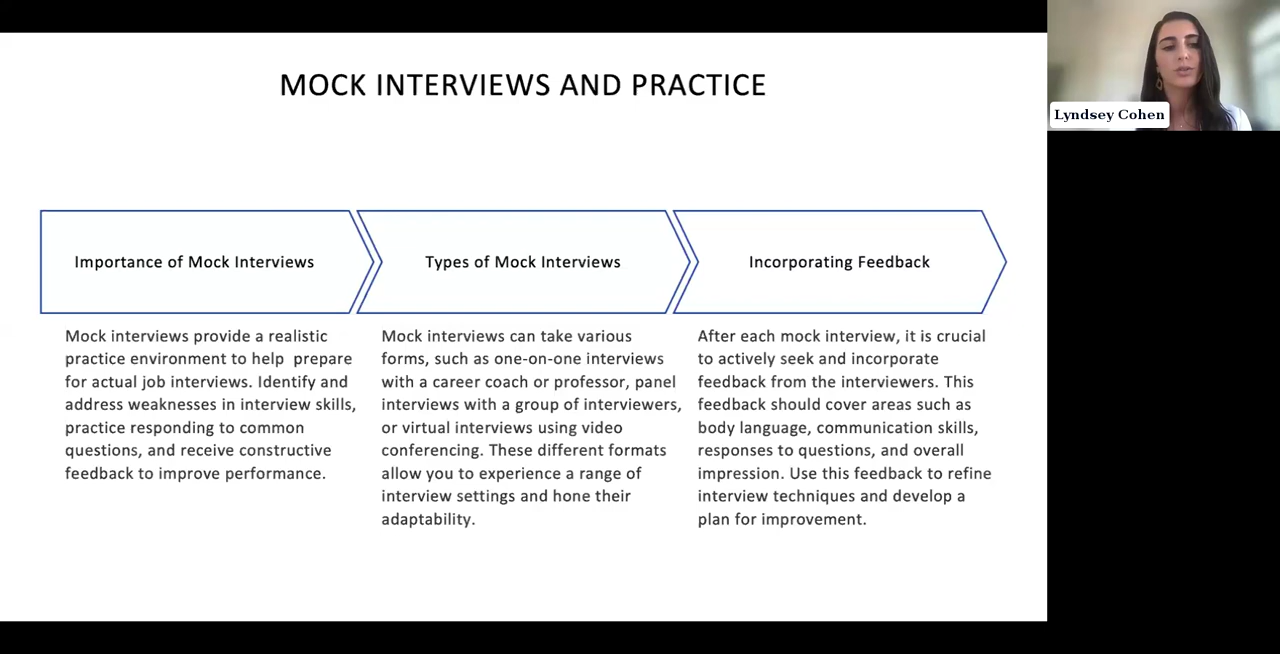 MOCK INTERVIEWS AND PRACTICE
Lyndsey Cohen
Importance of Mock Interviews
Mock interviews provide a realistic
practice environment to help  prepare
for actual job interviews. Identify and
address weaknesses in interview skills,
practice responding to common
questions, and receive constructive
feedback to improve performance.
Types of Mock Interviews
Mock interviews can take various
forms, such as one-on-one interviews
with a career coach or professor, panel
interviews with a group of interviewers,
or virtual interviews using video
conferencing. These different formats
allow you to experience a range of
interview settings and hone their
adaptability.
Incorporating Feedback
After each mock interview, it is crucial
to actively seek and incorporate
feedback from the interviewers. This
feedback should cover areas such as
body language, communication skills,
responses to questions, and overall
impression. Use this feedback to refine
interview techniques and develop a
plan for improvement.